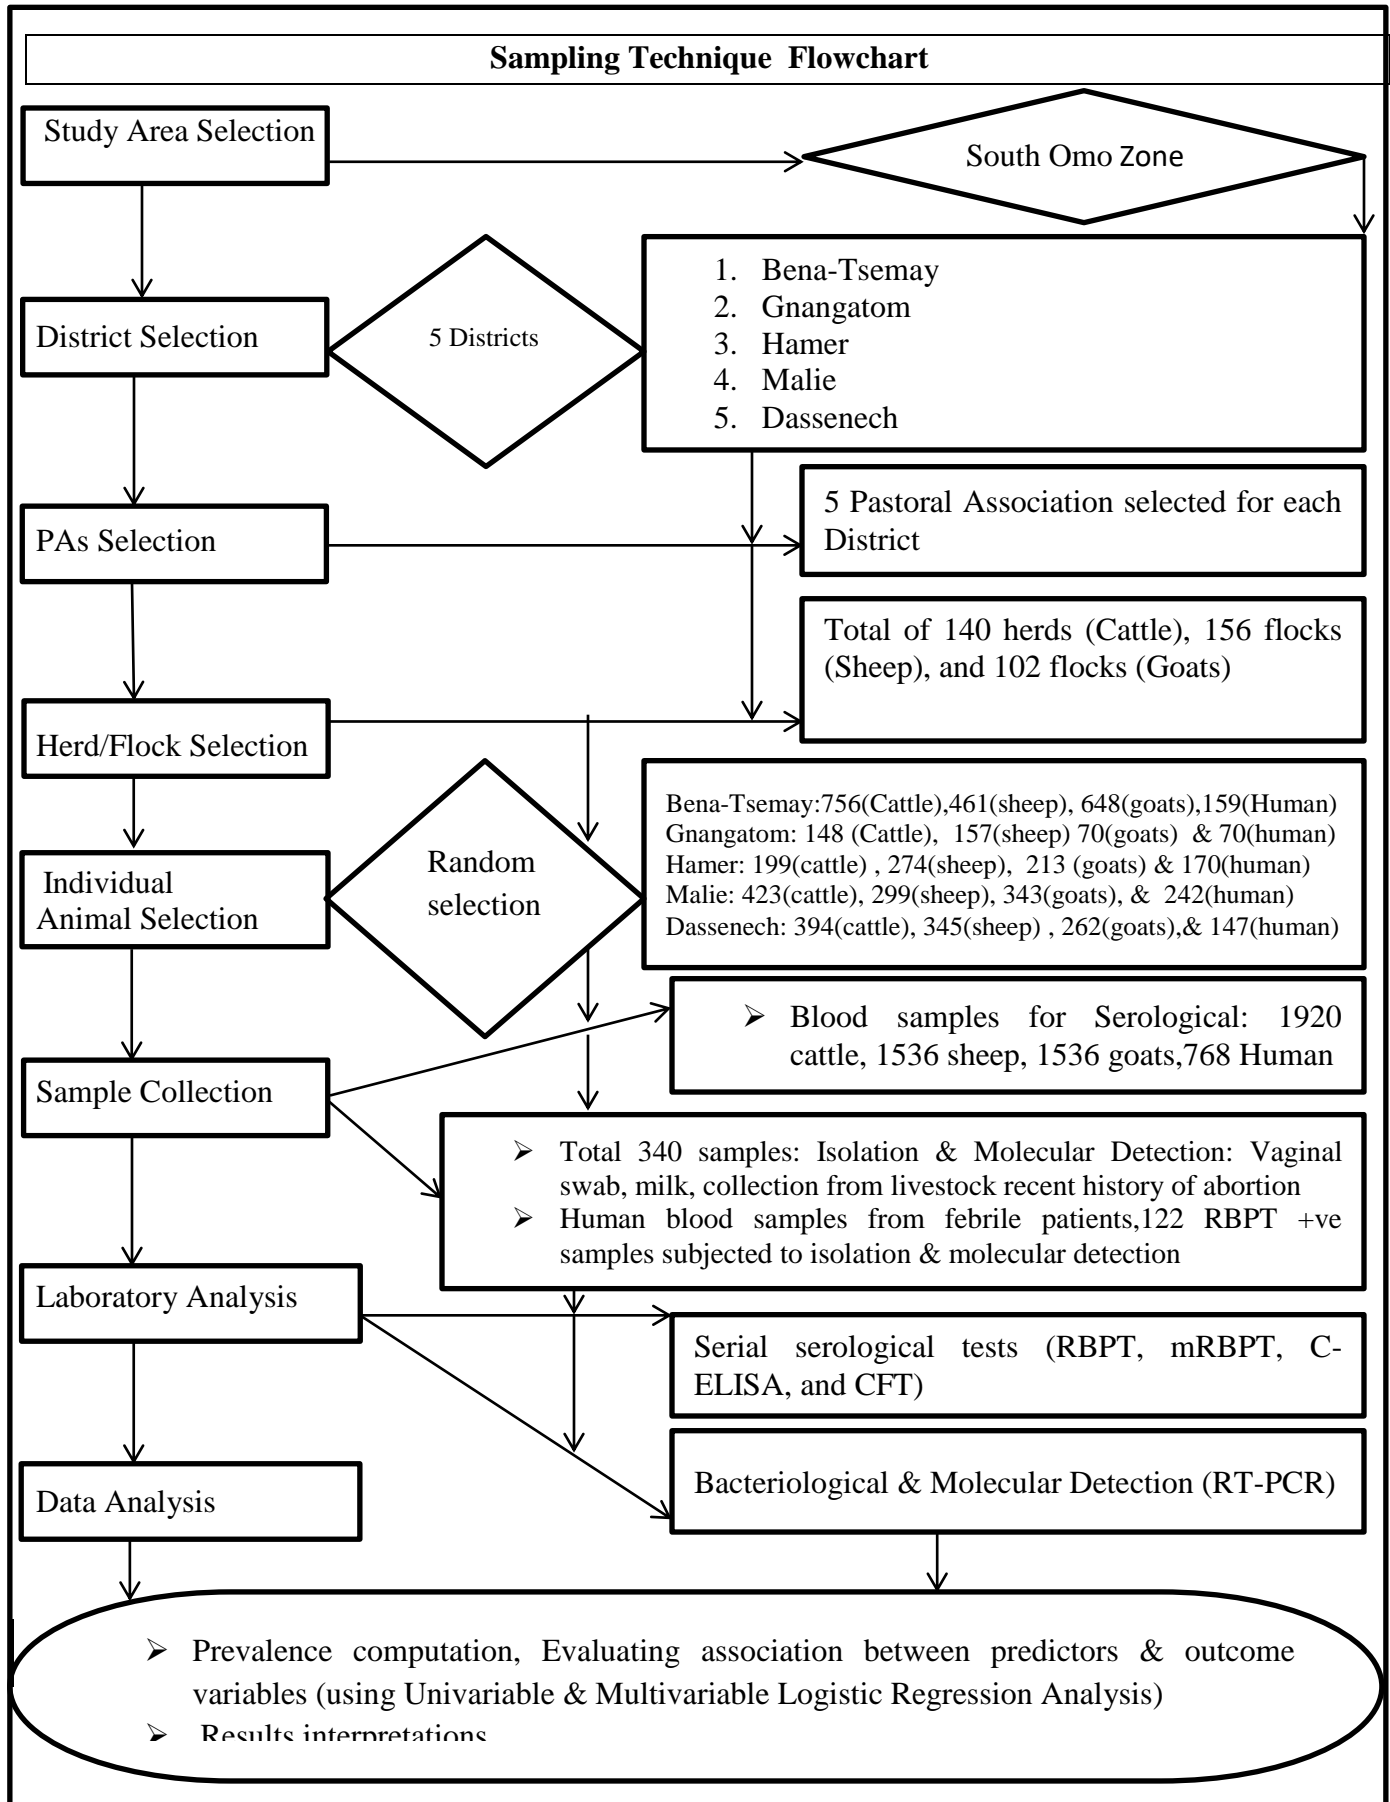 Sampling Technique Flowchart
Study Area Selection
South Omo Zone
1. Bena-Tsemay
2. Gnangatom
3. Hamer
4. Malie
5. Dassenech
District Selection
5 Districts
PAs Selection
5 Pastoral Association selected for each
District
Total of 140 herds (Cattle), 156 flocks
(Sheep), and 102 flocks (Goats)
Herd/Flock Selection
Individual
Animal Selection
Random
selection
Bena-Tsemay:756(Cattle),461(sheep), 648(goats),159(Human)
Gnangatom: 148 (Cattle), 157(sheep) 70(goats) & 70(human)
Hamer: 199(cattle) , 274(sheep), 213 (goats) & 170(human)
Malie: 423(cattle), 299(sheep), 343(goats), & 242(human)
Dassenech: 394(cattle), 345(sheep) , 262(goats),& 147(human)
Sample Collection
➢ Blood samples for Serological: 1920
cattle, 1536 sheep, 1536 goats,768 Human
➢ Total 340 samples: Isolation & Molecular Detection: Vaginal
swab, milk, collection from livestock recent history of abortion
➢ Human blood samples from febrile patients,122 RBPT +ve
samples subjected to isolation & molecular detection
Laboratory Analysis
Serial serological tests (RBPT, mRBPT, C-
ELISA, and CFT)
Bacteriological & Molecular Detection (RT-PCR)
Data Analysis
➢ Prevalence computation, Evaluating association between predictors & outcome
variables (using Univariable & Multivariable Logistic Regression Analysis)
➢ Results interpretations